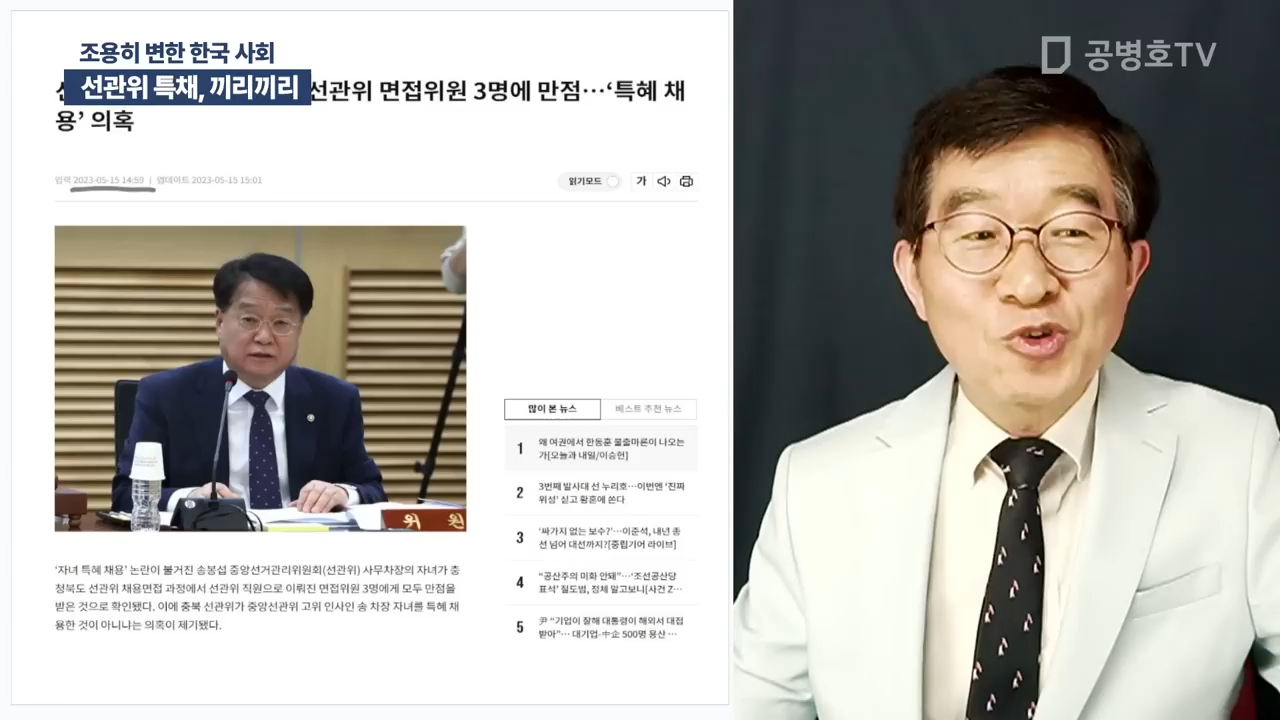 조용히 변한 한국 사회
공병호TV
선관위 특채, 끼리끼리
선관위 면접위원 3명에 만점…‘특혜 채
용’ 의혹
입력 2023-05-15 14:59 | 업데이트 2023-05-15 15:01
읽기모드 가
많이 본 뉴스 베스트 추천 뉴스
1 왜 여권에서 한동훈 불출마론이 나오는
가[오늘과 내일/이승헌]
2 3번째 발사대 선 누리호…이번엔 ‘진짜
위성’ 싣고 황혼에 쏜다
3 ‘싸가지 없는 보수?’…이준석, 내년 총
선 넘어 대선까지?[중립기어 라이브]
4 “공산주의 미화 안돼”…‘조선공산당
표석’ 절도범, 정체 말고보니[사건 Z…
5 尹 “기업이 잘해 대통령이 해외서 대접
받아”… 대기업·中企 500명 용산 …
위 원
‘자녀 특혜 채용’ 논란이 불거진 송봉섭 중앙선거관리위원회(선관위) 사무차장의 자녀가 충
청북도 선관위 채용면접 과정에서 선관위 직원으로 이뤄진 면접위원 3명에게 모두 만점을
받은 것으로 확인됐다. 이에 충북 선관위가 중앙선관위 고위 인사인 송 차장 자녀를 특혜 채
용한 것이 아니냐는 의혹이 제기됐다.